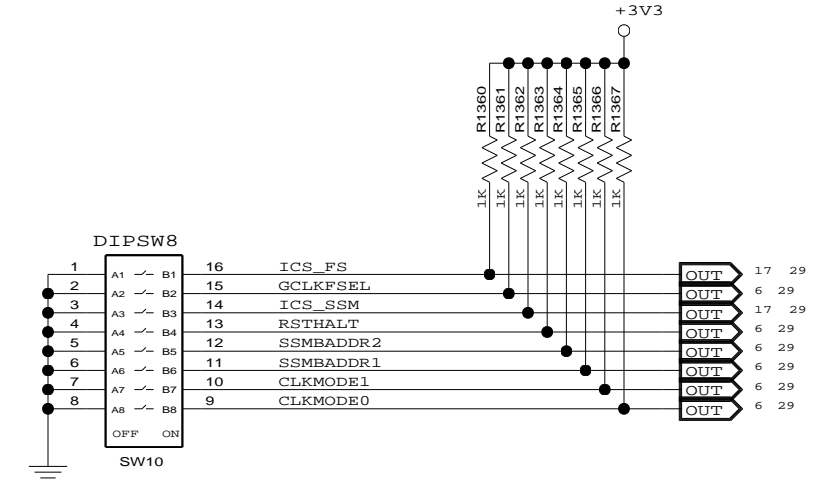 +3V3
R1360 R1361 R1362 R1363 R1364 R1365 R1366 R1367
1K 1K 1K 1K 1K 1K 1K 1K
DIPSW8
1 A1 B1 16 ICS_FS OUT 17 29
2 A2 B2 15 GCLKFSEL OUT 6 29
3 A3 B3 14 ICS_SSM OUT 17 29
4 A4 B4 13 RSTHALT OUT 6 29
5 A5 B5 12 SSMBADDR2 OUT 6 29
6 A6 B6 11 SSMBADDR1 OUT 6 29
7 A7 B7 10 CLKMODE1 OUT 6 29
8 A8 B8 9 CLKMODE0 OUT 6 29
OFF ON
SW10